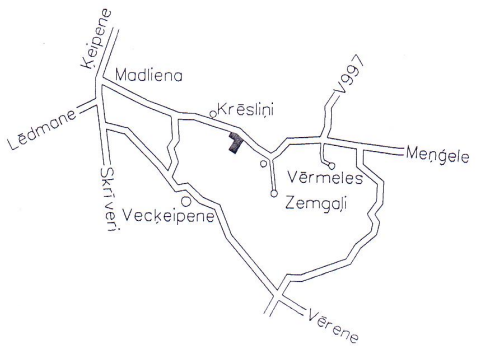 Ķeipene
Madliena
Krēsliņi
V997
Lēdmane
Meņģele
Vērmeles
Skrīveri
Zemgaļi
Vecķeipene
Vērene